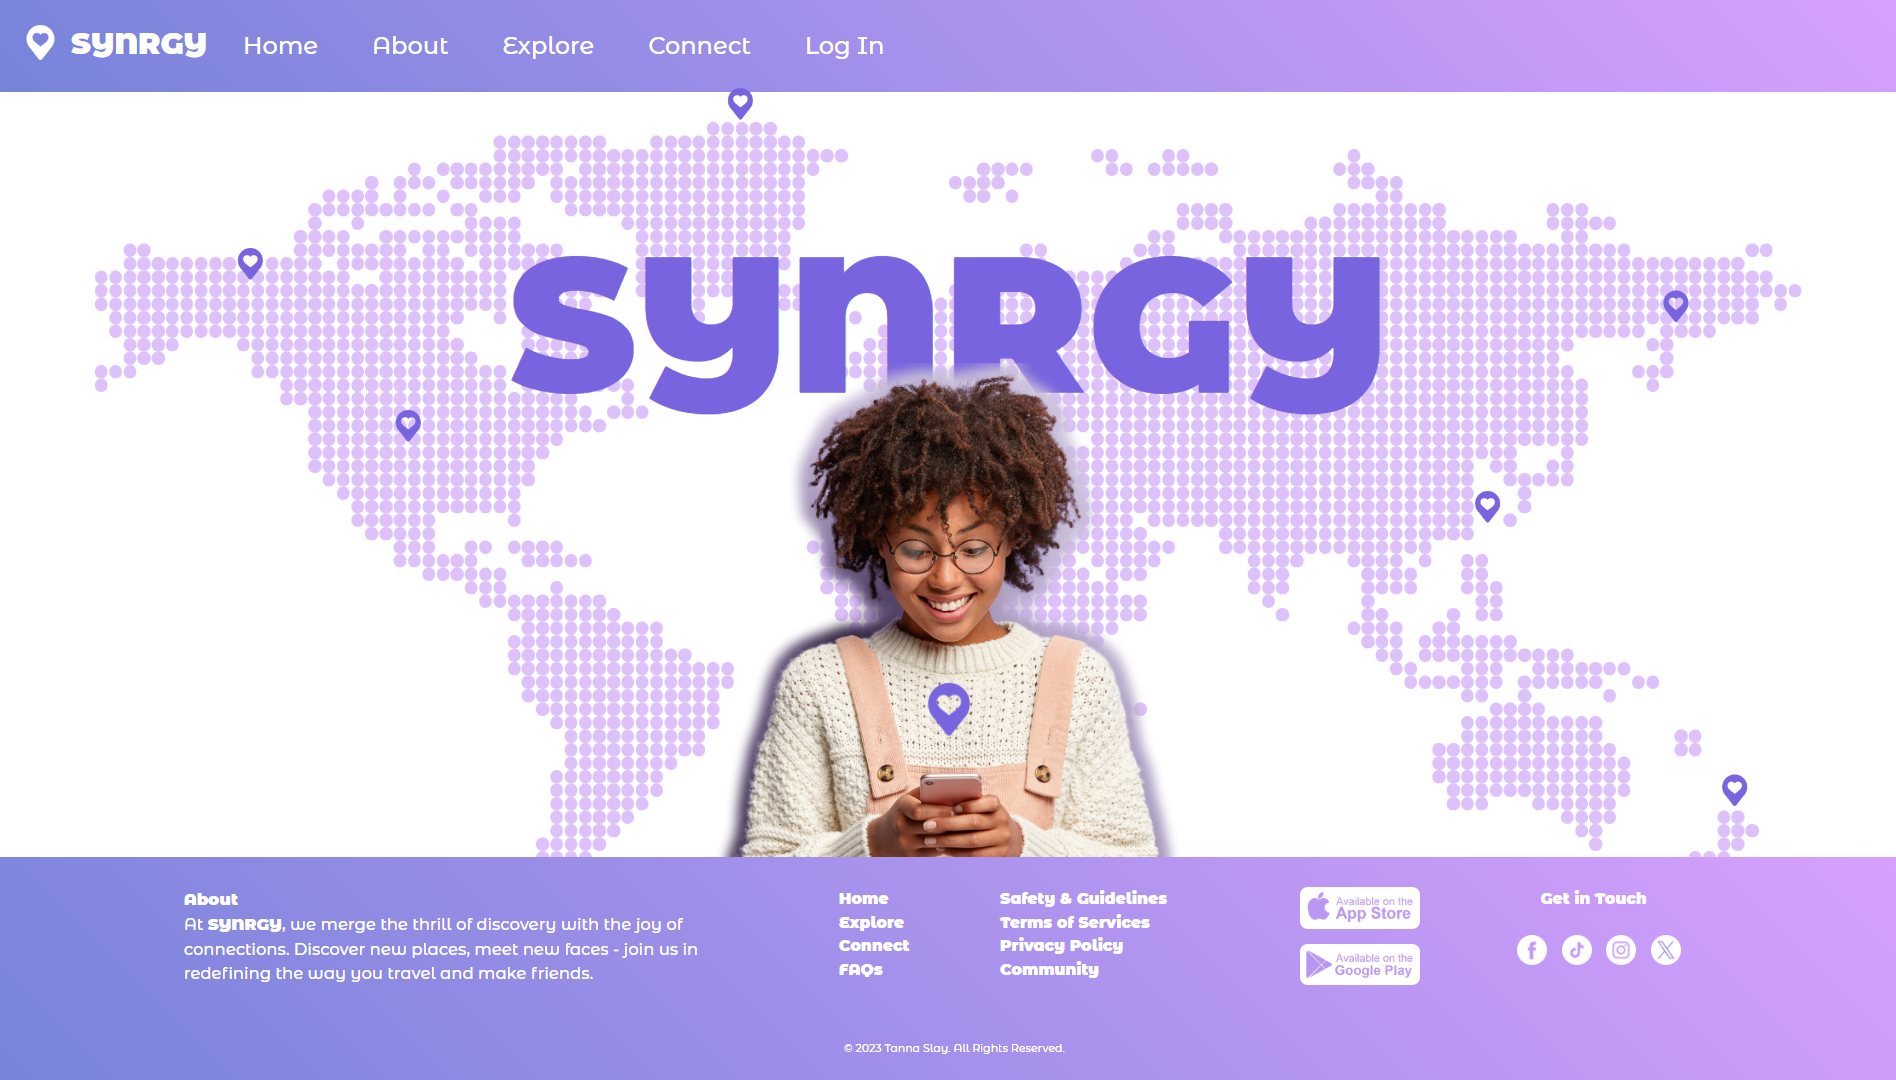 SYNRGY Home About Explore Connect Log In
SYNRGY
About
At SYNRGY, we merge the thrill of discovery with the joy of
connections. Discover new places, meet new faces - join us in
redefining the way you travel and make friends.
Home
Explore
Connect
FAQs
Safety & Guidelines
Terms of Services
Privacy Policy
Community
Available on the
App Store
Available on the
Google Play
Get in Touch
© 2023 Tanna Slay. All Rights Reserved.